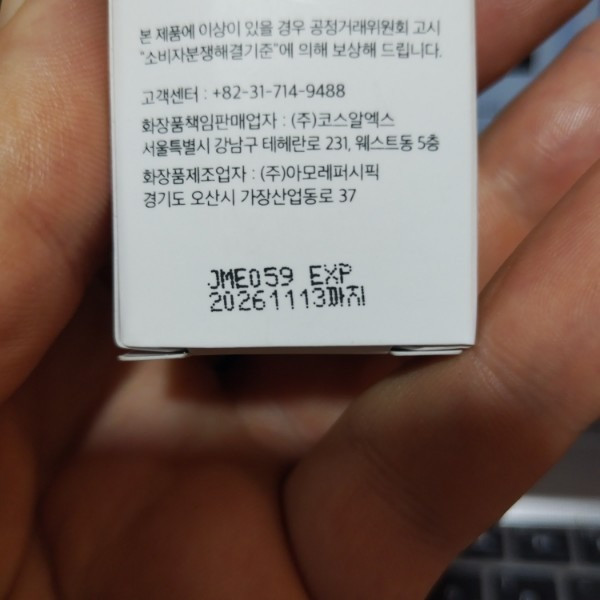 본 제품에 이상이 있을 경우 공정거래위원회 고시
"소비자분쟁해결기준"에 의해 보상해 드립니다.
고객센터 : +82-31-714-9488
화장품책임판매업자 : (주)코스알엑스
서울특별시 강남구 테헤란로 231, 웨스트동 5층
화장품제조업자 : (주)아모레퍼시픽
경기도 오산시 가장산업동로 37
JME059 EXP
20261113까지